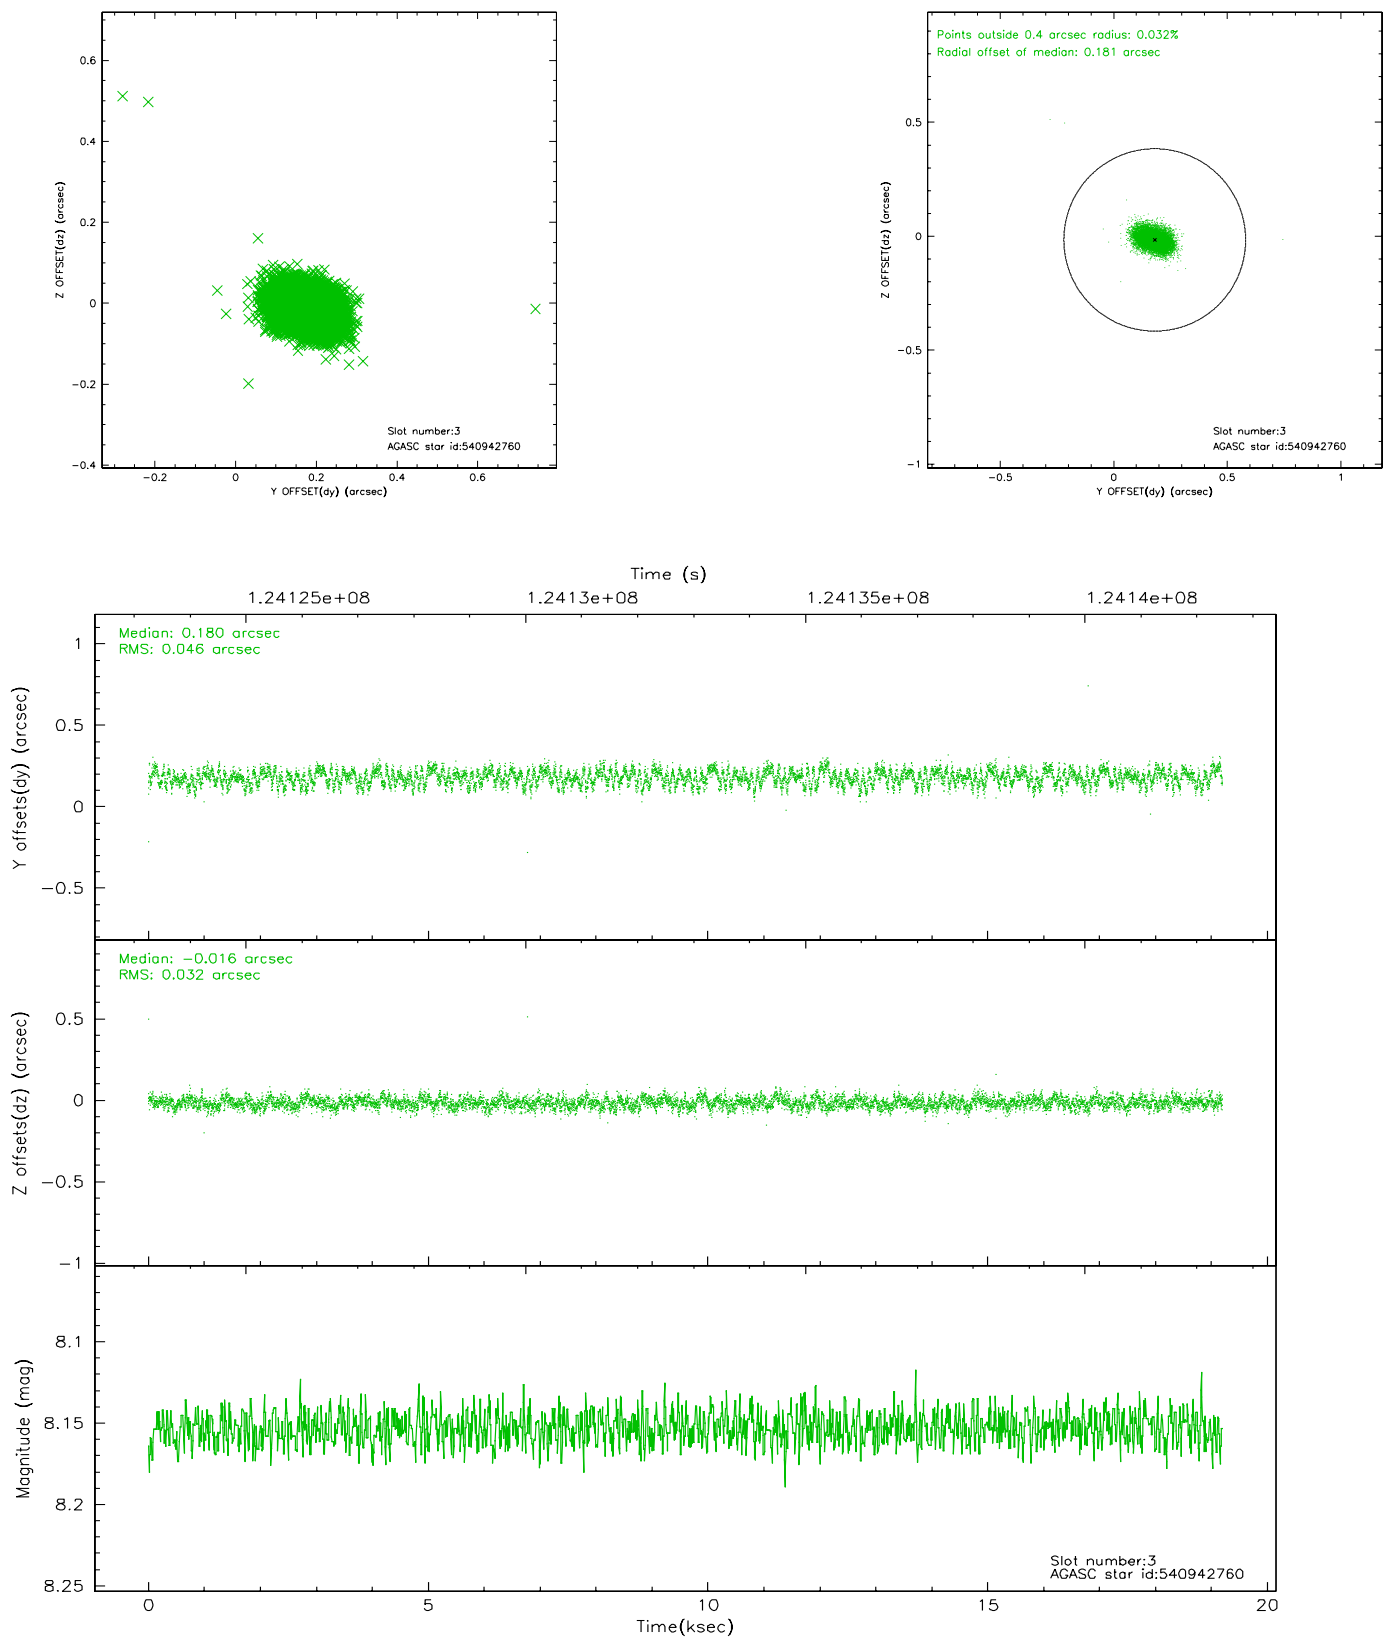 0.6
0.4
0.2
0
−0.2
−0.4
Z OFFSET(dz) (arcsec)
Slot number:3
AGASC star id:540942760
−0.2 0 0.2 0.4 0.6
Y OFFSET(dy) (arcsec)
Points outside 0.4 arcsec radius: 0.032%
Radial offset of median: 0.181 arcsec
0.5
0
−0.5
−1
Z OFFSET(dz) (arcsec)
Slot number:3
AGASC star id:540942760
−0.5 0 0.5 1
Y OFFSET(dy) (arcsec)
Time (s)
1.24125e+08 1.2413e+08 1.24135e+08 1.2414e+08
Median: 0.180 arcsec
RMS: 0.046 arcsec
1
0.5
0
−0.5
Y offsets(dy) (arcsec)
Median: −0.016 arcsec
RMS: 0.032 arcsec
0.5
0
−0.5
−1
Z offsets(dz) (arcsec)
8.1
8.15
8.2
8.25
Magnitude (mag)
Slot number:3
AGASC star id:540942760
0 5 10 15 20
Time(ksec)